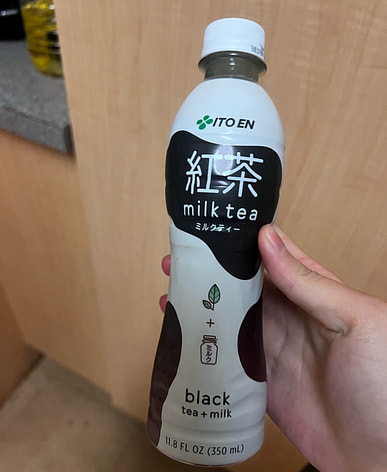 ITO EN
紅茶
milk tea
ミルクティー
+
ミルク
black
tea + milk
11.8 FL OZ (350 mL)